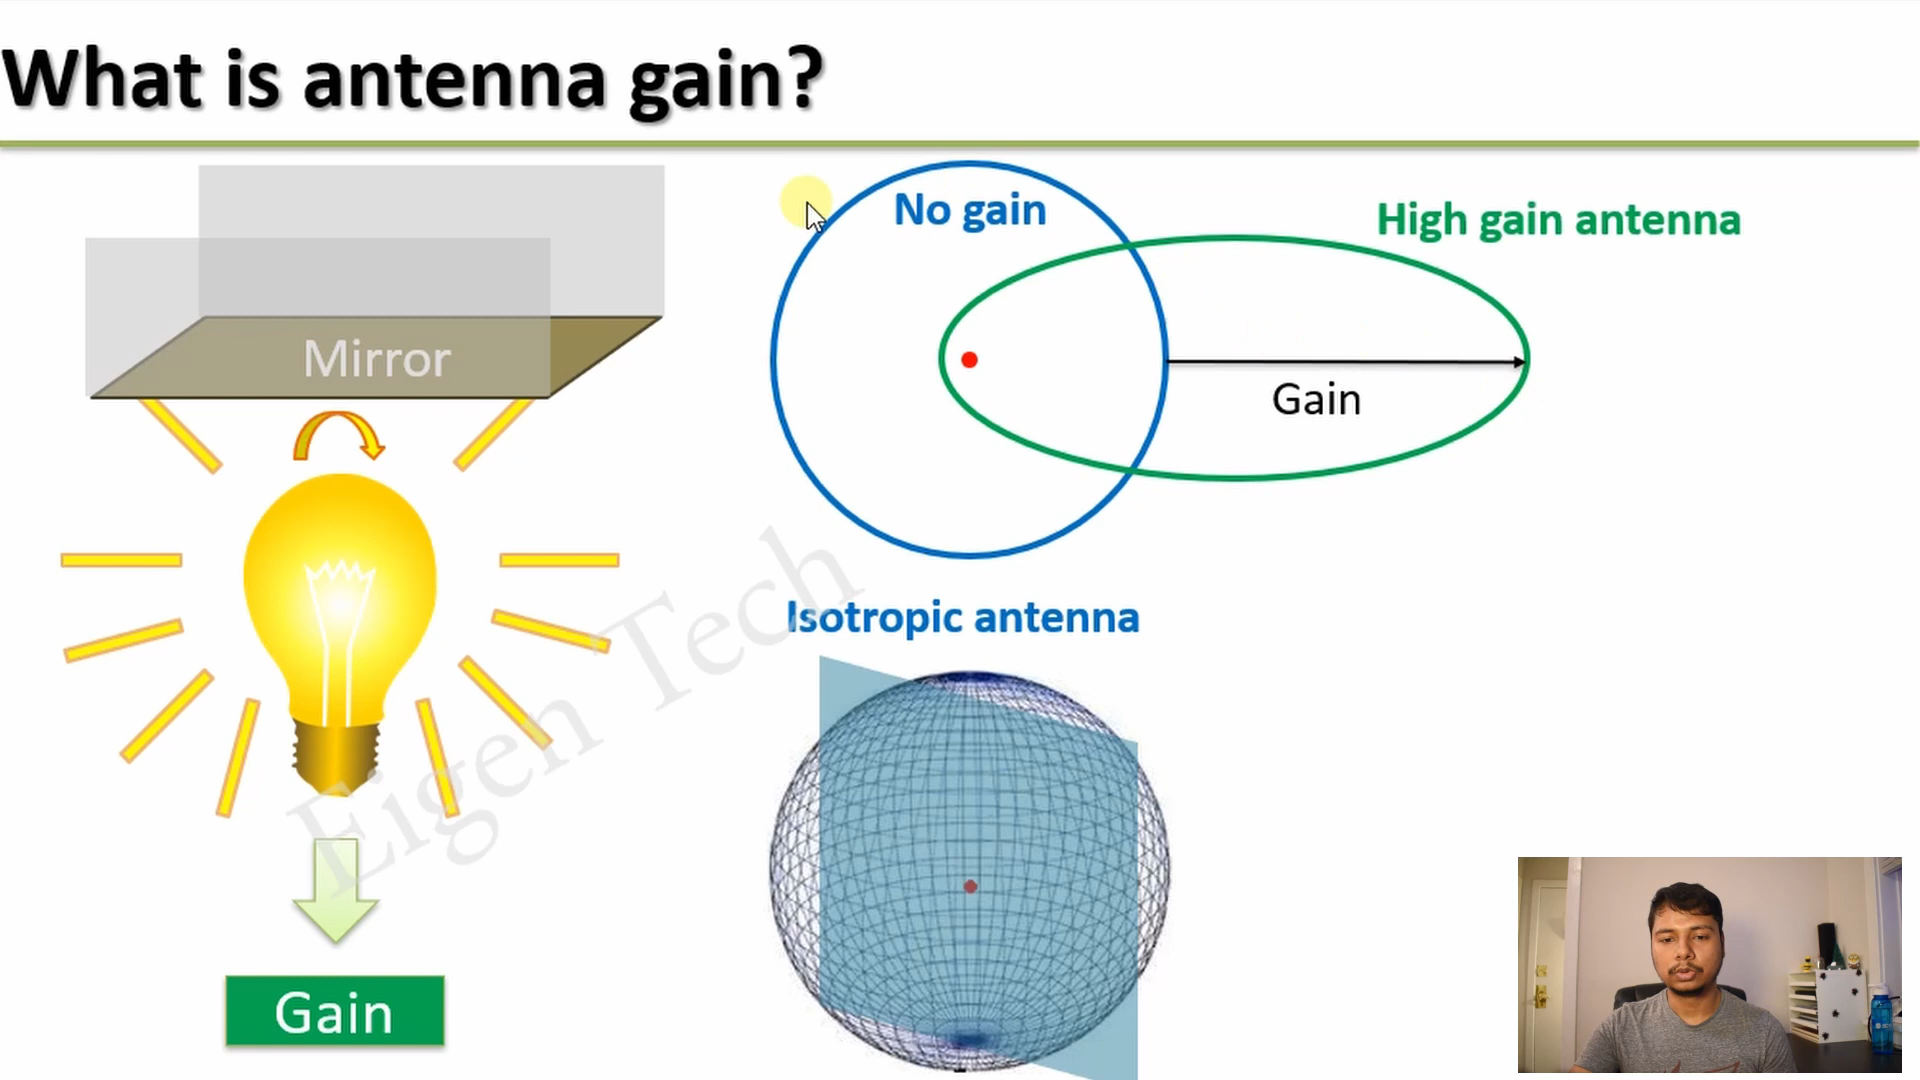 What is antenna gain?
Mirror
No gain
High gain antenna
Gain
Isotropic antenna
Eigen Tech
Gain